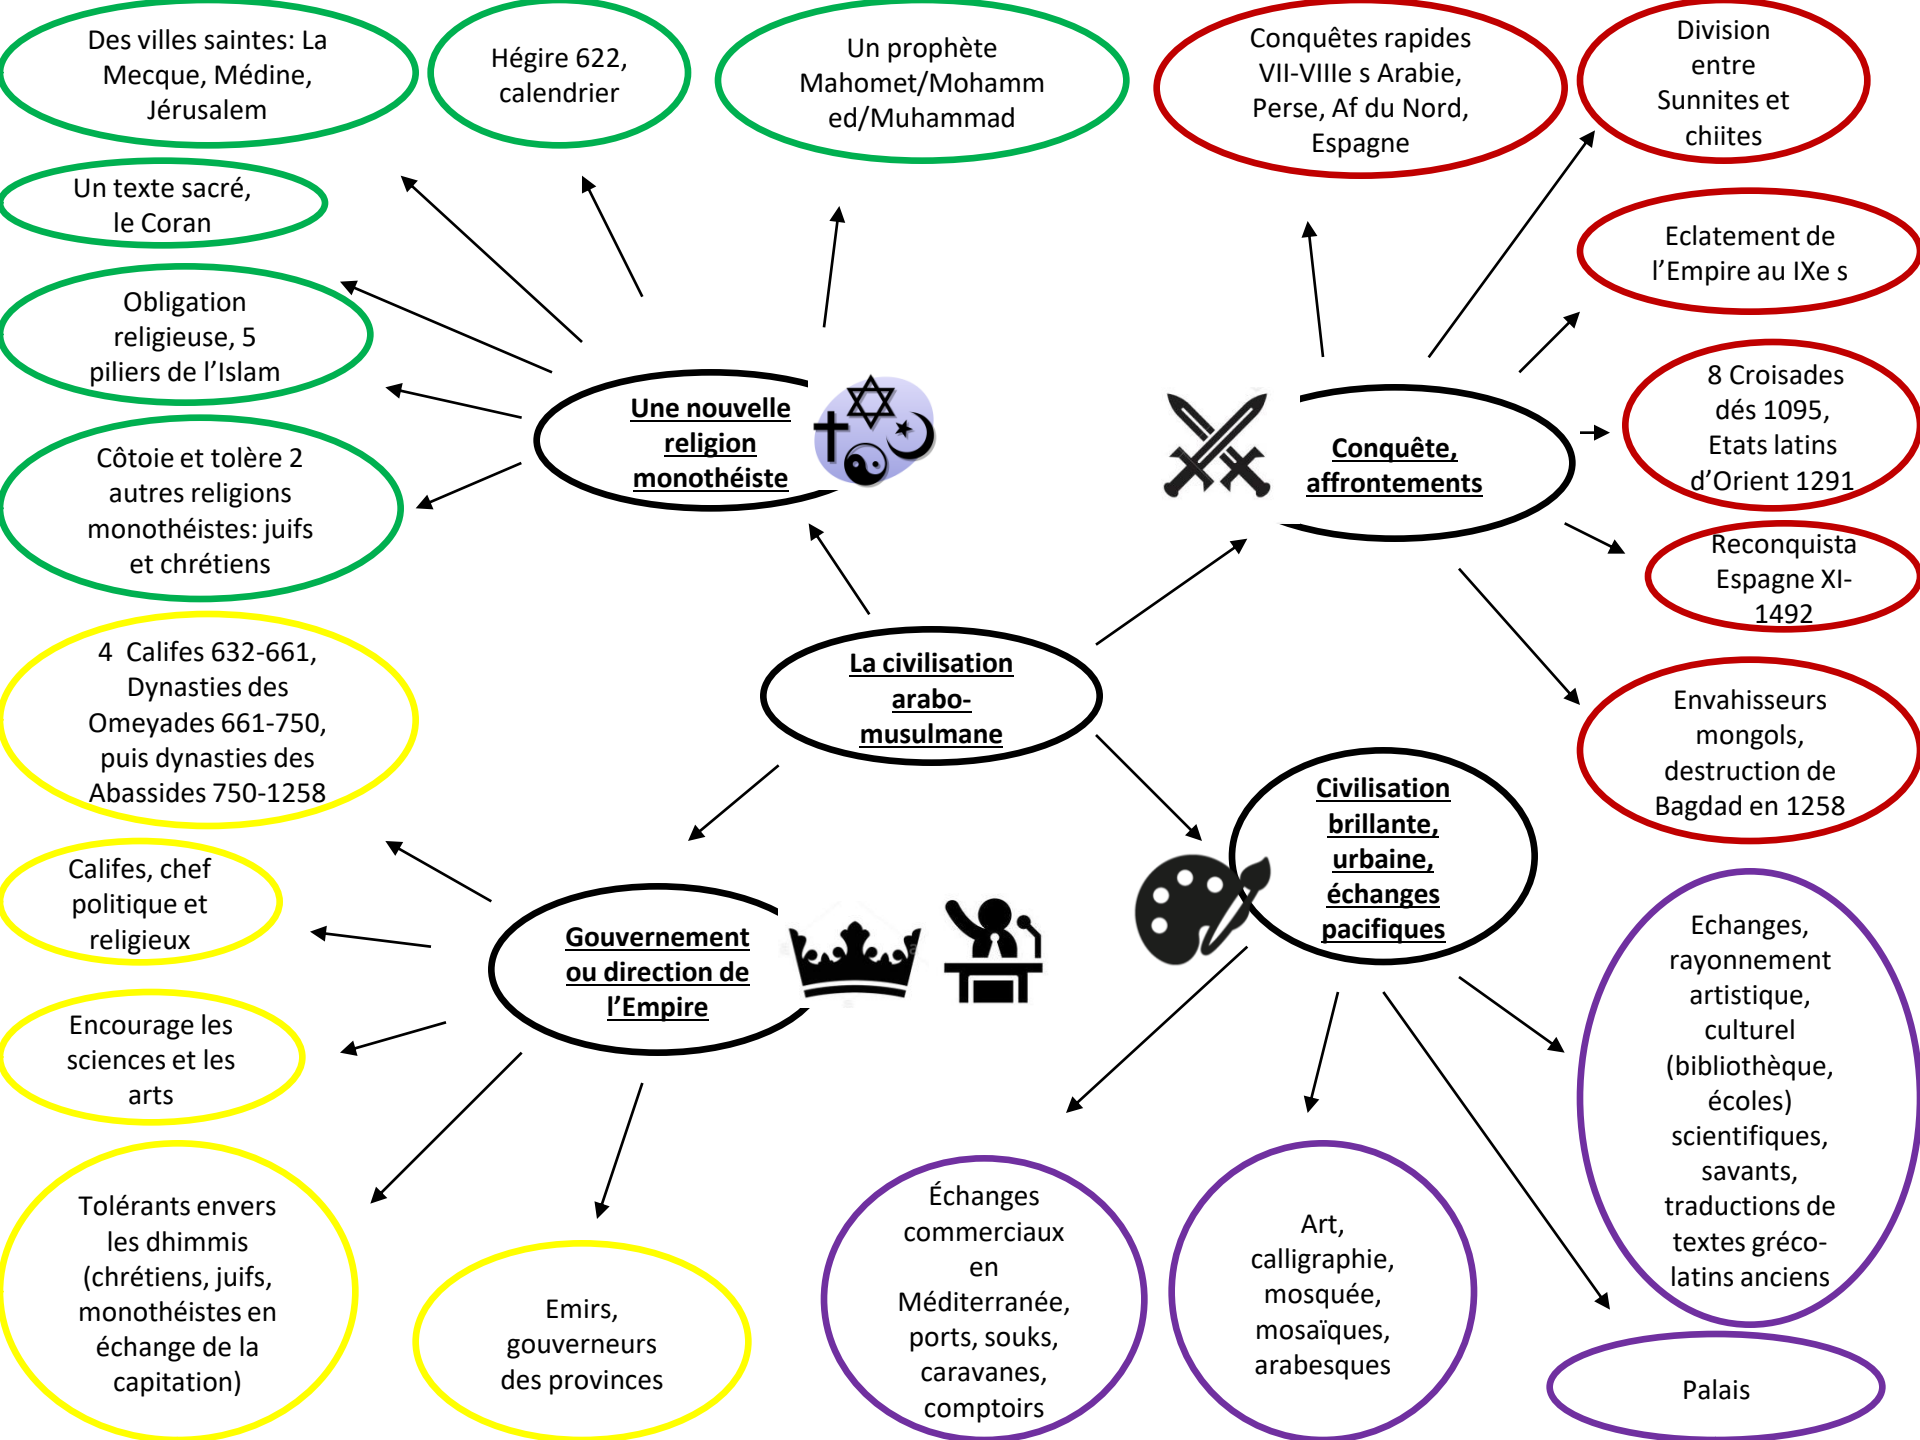 Des villes saintes: La
Mecque, Médine,
Jérusalem
Hégire 622,
calendrier
Un prophète
Mahomet/Mohamm
ed/Muhammad
Conquêtes rapides
VII-VIIIe s Arabie,
Perse, Af du Nord,
Espagne
Division
entre
Sunnites et
chiites
Un texte sacré,
le Coran
Eclatement de
l’Empire au IXe s
Obligation
religieuse, 5
piliers de l’Islam
8 Croisades
dés 1095,
Etats latins
d’Orient 1291
Une nouvelle
religion
monothéiste
Conquête,
affrontements
Côtoie et tolère 2
autres religions
monothéistes: juifs
et chrétiens
Reconquista
Espagne XI-
1492
4 Califes 632-661,
Dynasties des
Omeyades 661-750,
puis dynasties des
Abassides 750-1258
La civilisation
arabo-
musulmane
Envahisseurs
mongols,
destruction de
Bagdad en 1258
Civilisation
brillante,
urbaine,
échanges
pacifiques
Califes, chef
politique et
religieux
Gouvernement
ou direction de
l’Empire
Echanges,
rayonnement
artistique,
culturel
(bibliothèque,
écoles)
scientifiques,
savants,
traductions de
textes gréco-
latins anciens
Encourage les
sciences et les
arts
Tolérants envers
les dhimmis
(chrétiens, juifs,
monothéistes en
échange de la
capitation)
Emirs,
gouverneurs
des provinces
Échanges
commerciaux
en
Méditerranée,
ports, souks,
caravanes,
comptoirs
Art,
calligraphie,
mosquée,
mosaïques,
arabesques
Palais